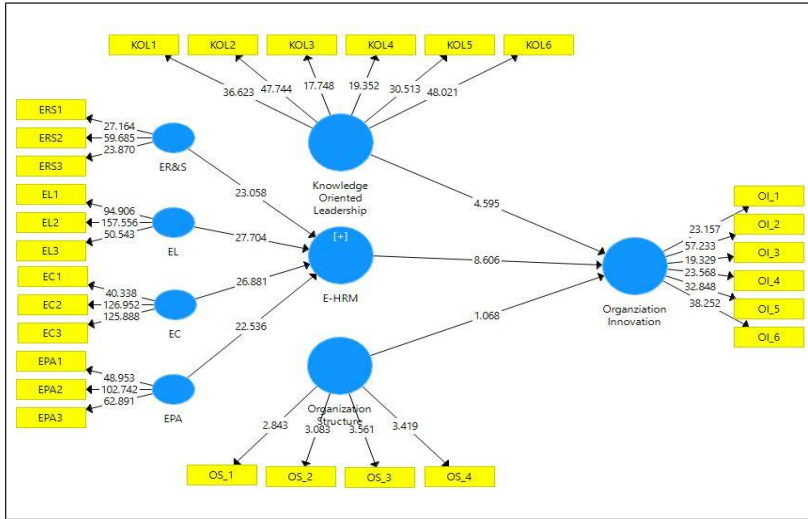 KOL1 KOL2 KOL3 KOL4 KOL5 KOL6
36.623 47.744 17.748 19.352 30.513 48.021
Knowledge
Oriented
Leadership
ERS1
ERS2
ERS3
27.164
59.685
23.870
ER&S
23.058
EL1
EL2
EL3
94.906
157.556
50.543
EL
27.704
EC1
EC2
EC3
40.338
126.952
125.888
EC
26.881
EPA1
EPA2
EPA3
48.953
102.742
62.891
EPA
22.536
[+]
E-HRM
4.595
8.606
1.068
Organization
Structure
2.843 3.083 3.561 3.419
OS_1 OS_2 OS_3 OS_4
Organziation
Innovation
23.157
57.233
19.329
23.568
32.848
38.252
OI_1
OI_2
OI_3
OI_4
OI_5
OI_6